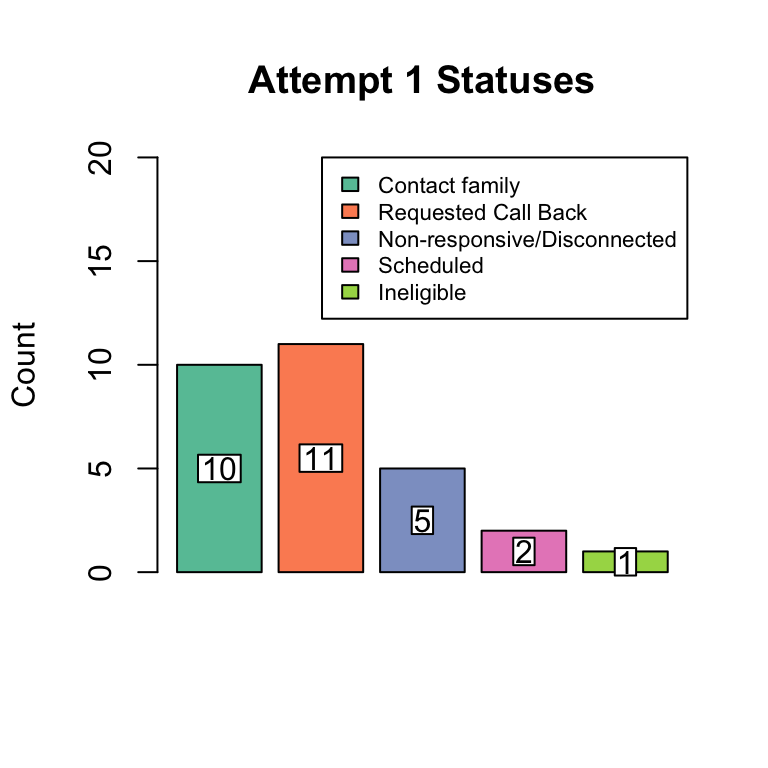 Attempt 1 Statuses
Count
20
15
10
5
0
Contact family
Requested Call Back
Non-responsive/Disconnected
Scheduled
Ineligible
10
11
5
2
1